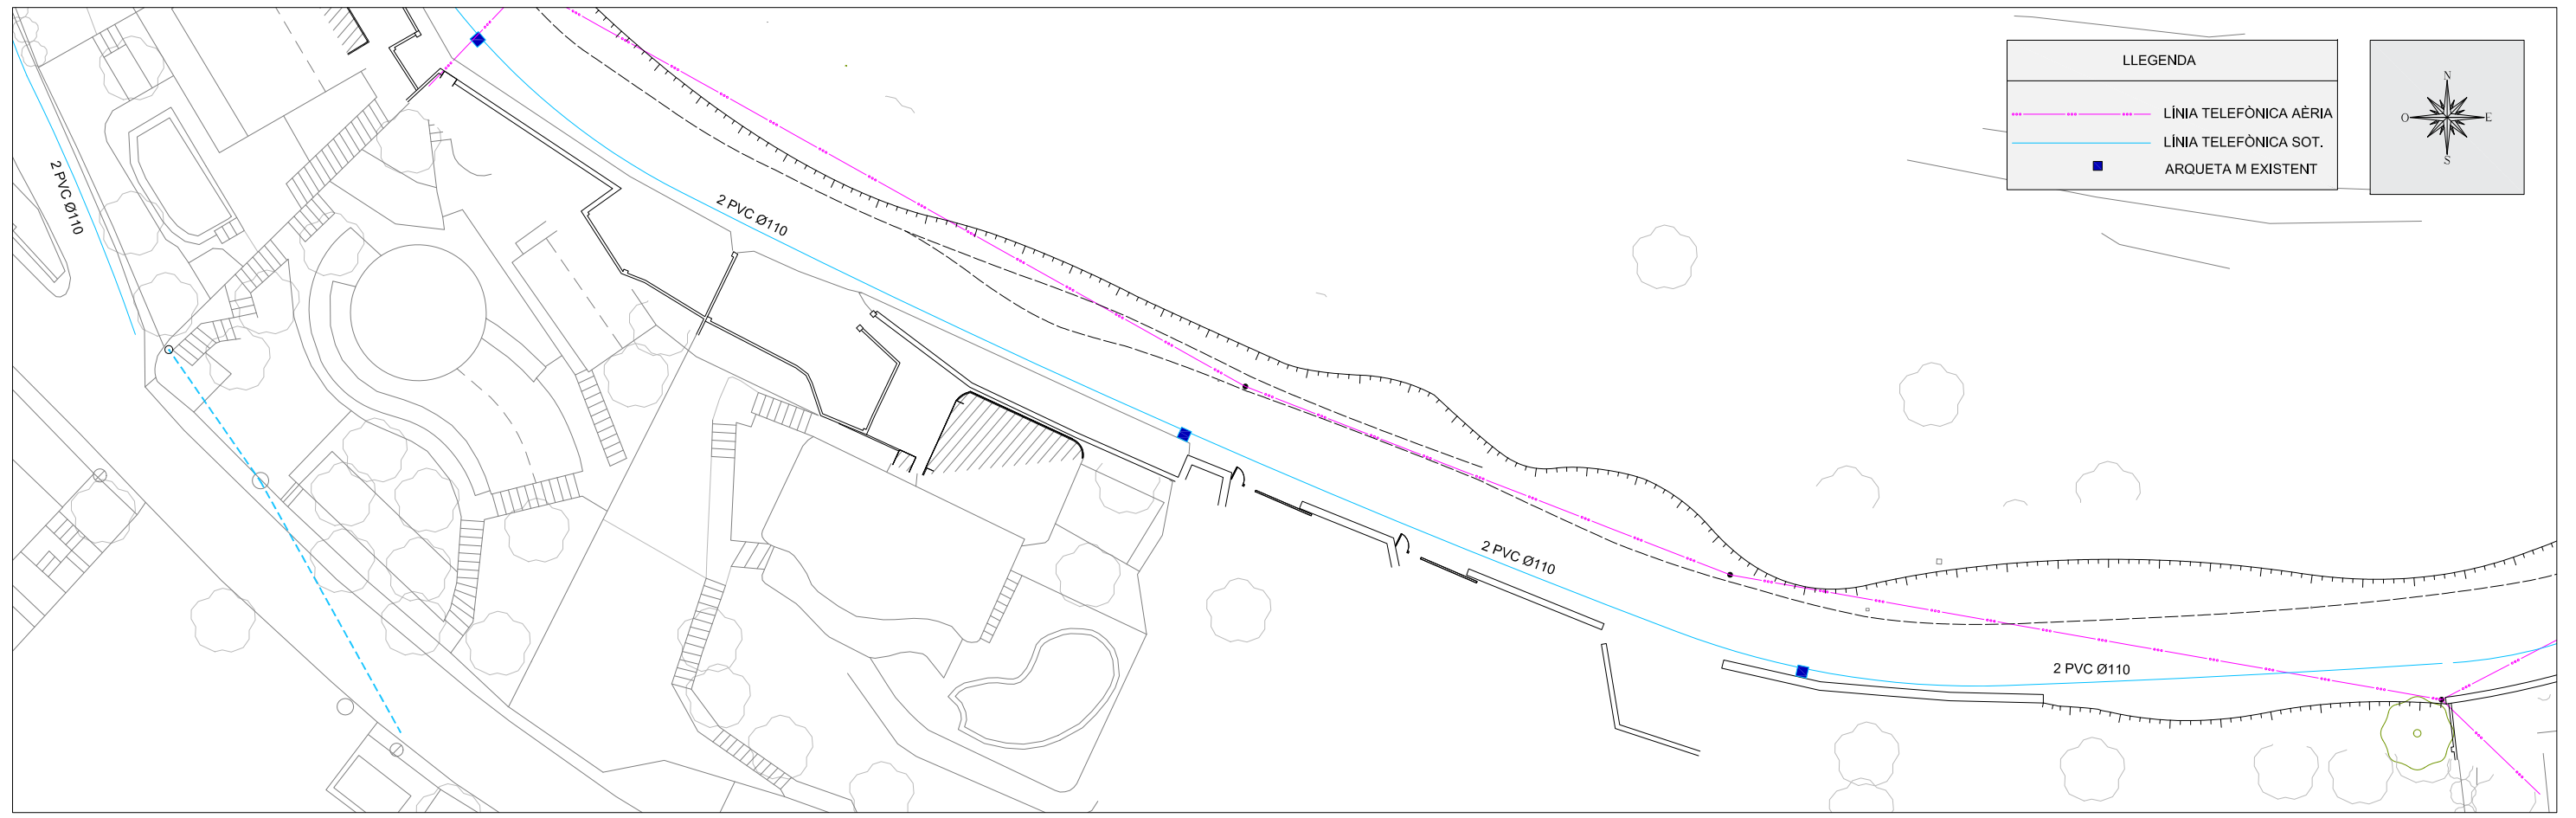 LLEGENDA
LÍNIA TELEFÒNICA AÈRIA
LÍNIA TELEFÒNICA SOT.
ARQUETA M EXISTENT
N
O
E
S
2 PVC Ø110
2 PVC Ø110
2 PVC Ø110
2 PVC Ø110